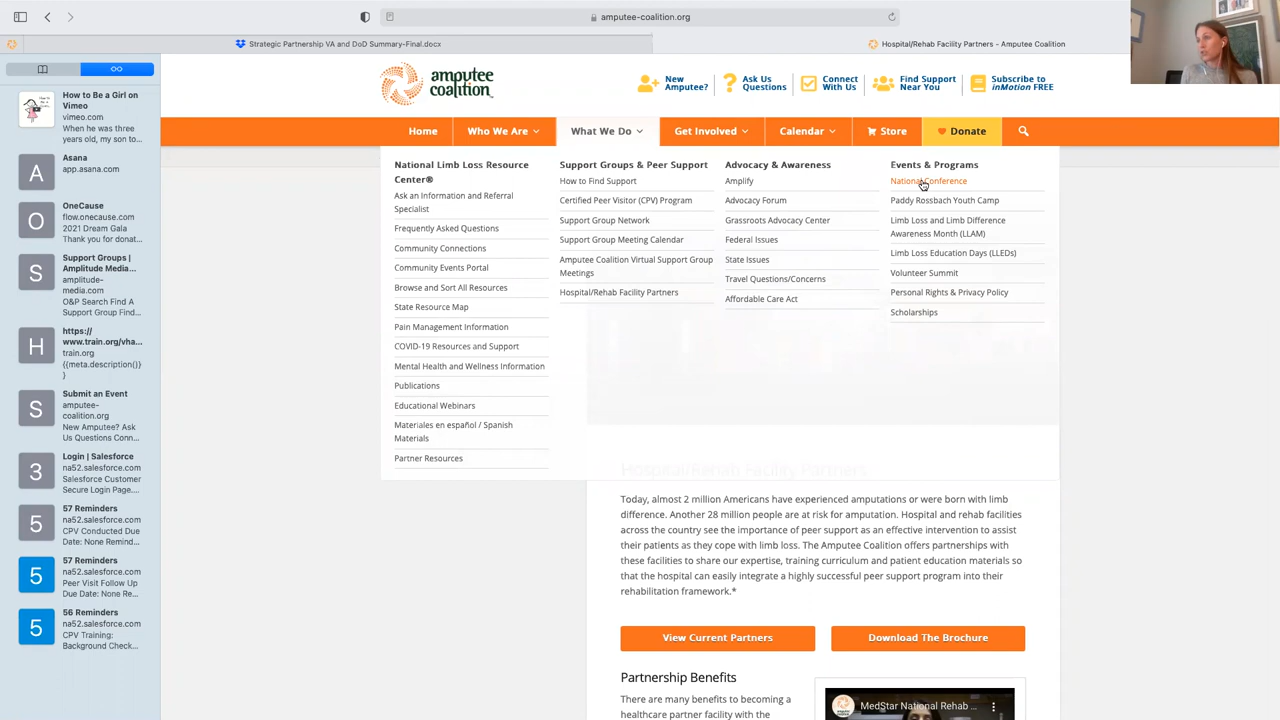 amputee-coalition.org
Strategic Partnership VA and DoD Summary-Final.docx
Hospital/Rehab Facility Partners - Amputee Coalition
How to Be a Girl on
Vimeo
vimeo.com
When he was three
years old, my son to...
A
Asana
app.asana.com
O
OneCause
flow.onecause.com
2021 Dream Gala
Thank you for donat...
S
Support Groups |
Amplitude Media...
amplitude-
media.com
O&P Search Find A
Support Group Find...
H
https://
www.train.org/vha...
train.org
{{meta.description()}
}
S
Submit an Event
amputee-
coalition.org
New Amputee? Ask
Us Questions Conn...
3
Login | Salesforce
na52.salesforce.com
Salesforce Customer
Secure Login Page...
5
57 Reminders
na52.salesforce.com
CPV Conducted Due
Date: None Remind...
5
57 Reminders
na52.salesforce.com
Peer Visit Follow Up
Due Date: None Re...
5
56 Reminders
na52.salesforce.com
CPV Training:
Background Check...
amputee
coalition.org
New
Amputee?
Ask Us
Questions
Connect
With Us
Find Support
Near You
Subscribe to
inMotion FREE
Home
Who We Are
What We Do
Get Involved
Calendar
Store
Donate
National Limb Loss Resource
Center®
Ask an Information and Referral
Specialist
Frequently Asked Questions
Community Connections
Community Events Portal
Browse and Sort All Resources
State Resource Map
Pain Management Information
COVID-19 Resources and Support
Mental Health and Wellness Information
Publications
Educational Webinars
Materiales en español / Spanish
Materials
Partner Resources
Support Groups & Peer Support
How to Find Support
Certified Peer Visitor (CPV) Program
Support Group Network
Support Group Meeting Calendar
Amputee Coalition Virtual Support Group
Meetings
Hospital/Rehab Facility Partners
Advocacy & Awareness
Amplify
Advocacy Forum
Grassroots Advocacy Center
Federal Issues
State Issues
Travel Questions/Concerns
Affordable Care Act
Events & Programs
National Conference
Paddy Rossbach Youth Camp
Limb Loss and Limb Difference
Awareness Month (LLAM)
Limb Loss Education Days (LLEDs)
Volunteer Summit
Personal Rights & Privacy Policy
Scholarships
Hospital/Rehab Facility Partners
Today, almost 2 million Americans have experienced amputations or were born with limb
difference. Another 28 million people are at risk for amputation. Hospital and rehab facilities
across the country see the importance of peer support as an effective intervention to assist
their patients as they cope with limb loss. The Amputee Coalition offers partnerships with
these facilities to share our expertise, training curriculum and patient education materials so
that the hospital can easily integrate a highly successful peer support program into their
rehabilitation framework.*
View Current Partners
Download The Brochure
Partnership Benefits
There are many benefits to becoming a
healthcare partner facility with the
MedStar National Rehab ...